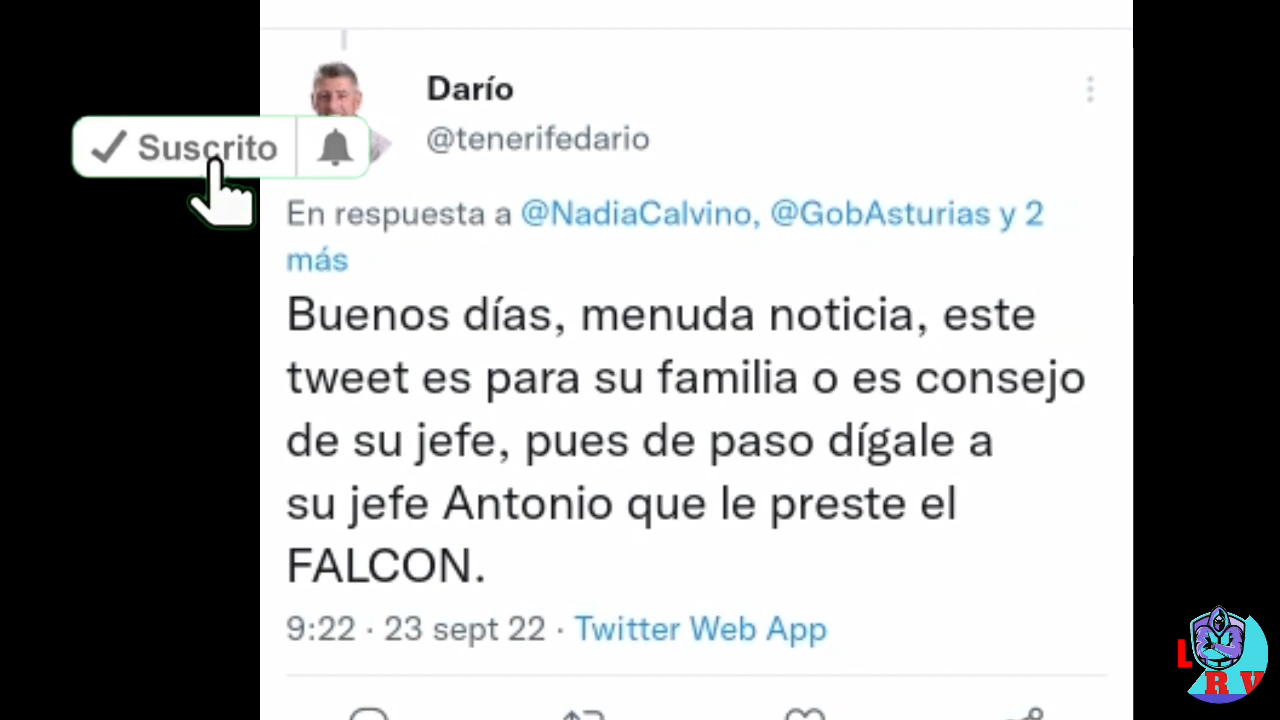 Darío
@tenerifedario
Suscrito
En respuesta a @NadiaCalvino, @GobAsturias y 2
más
Buenos días, menuda noticia, este
tweet es para su familia o es consejo
de su jefe, pues de paso dígale a
su jefe Antonio que le preste el
FALCON.
9:22 · 23 sept 22 · Twitter Web App
L
R V